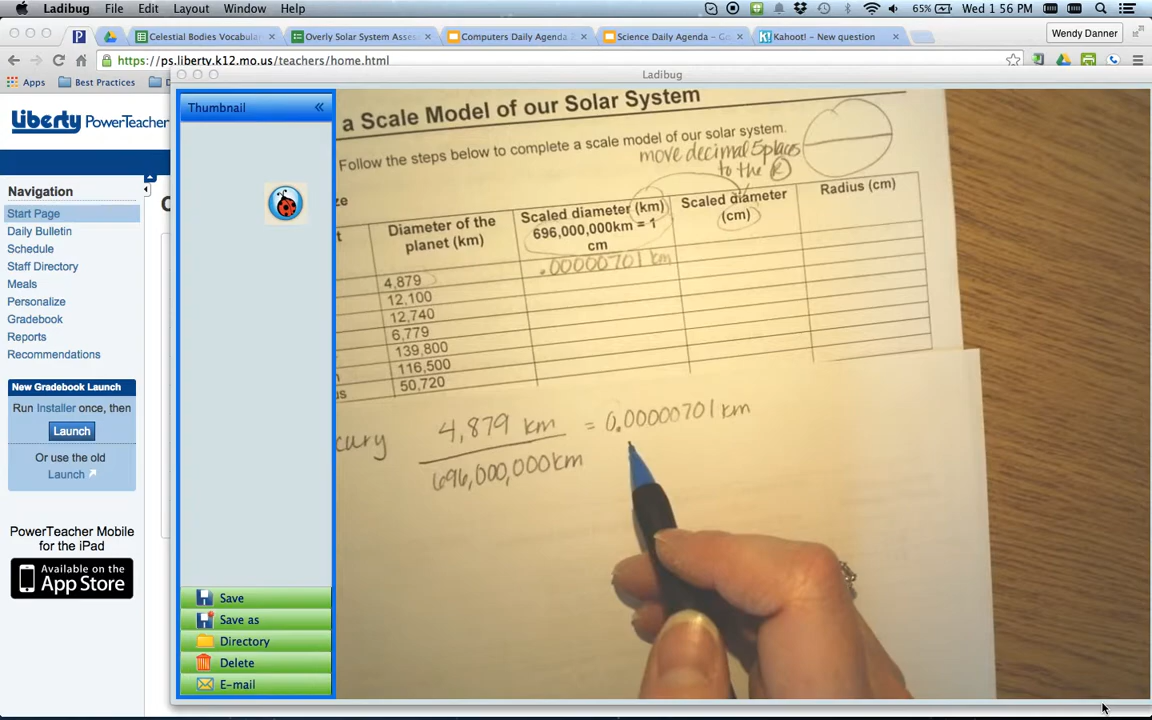 Ladibug File Edit Layout Window Help 65% Wed 1 56 PM
Celestial Bodies Vocabular Overly Solar System Asses Computers Daily Agenda Science Daily Agenda – Go Kahoot! – New question Wendy Danner
https://ps.liberty.k12.mo.us/teachers/home.html
Apps Best Practices
Ladibug
Liberty PowerTeacher
Navigation
Start Page
Daily Bulletin
Schedule
Staff Directory
Meals
Personalize
Gradebook
Reports
Recommendations
New Gradebook Launch
Run Installer once, then
Launch
Or use the old
Launch
PowerTeacher Mobile
for the iPad
Available on the
App Store
Thumbnail
Save
Save as
Directory
Delete
E-mail
a Scale Model of our Solar System
Follow the steps below to complete a scale model of our solar system.
move decimal 5 places
to the R
ze
t Diameter of the planet (km) Scaled diameter (km) 696,000,000km = 1 cm Scaled diameter (cm) Radius (cm)
4,879 .00000701 km
12,100
12,740
6,779
139,800
116,500
us 50,720
cury 4,879 km = 0.00000701 km
696,000,000km